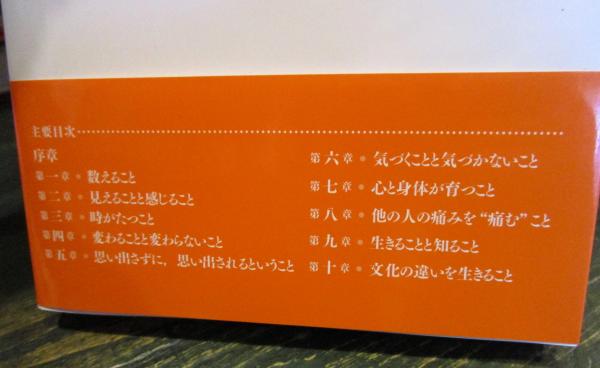 主要目次
序章
第一章 • 数えること
第二章 • 見えることと感じること
第三章 • 時がたつこと
第四章 • 変わることと変わらないこと
第五章 • 思い出さずに，思い出されるということ
第六章 • 気づくことと気づかないこと
第七章 • 心と身体が育つこと
第八章 • 他の人の痛みを“痛む”こと
第九章 • 生きることと知ること
第十章 • 文化の違いを生きること